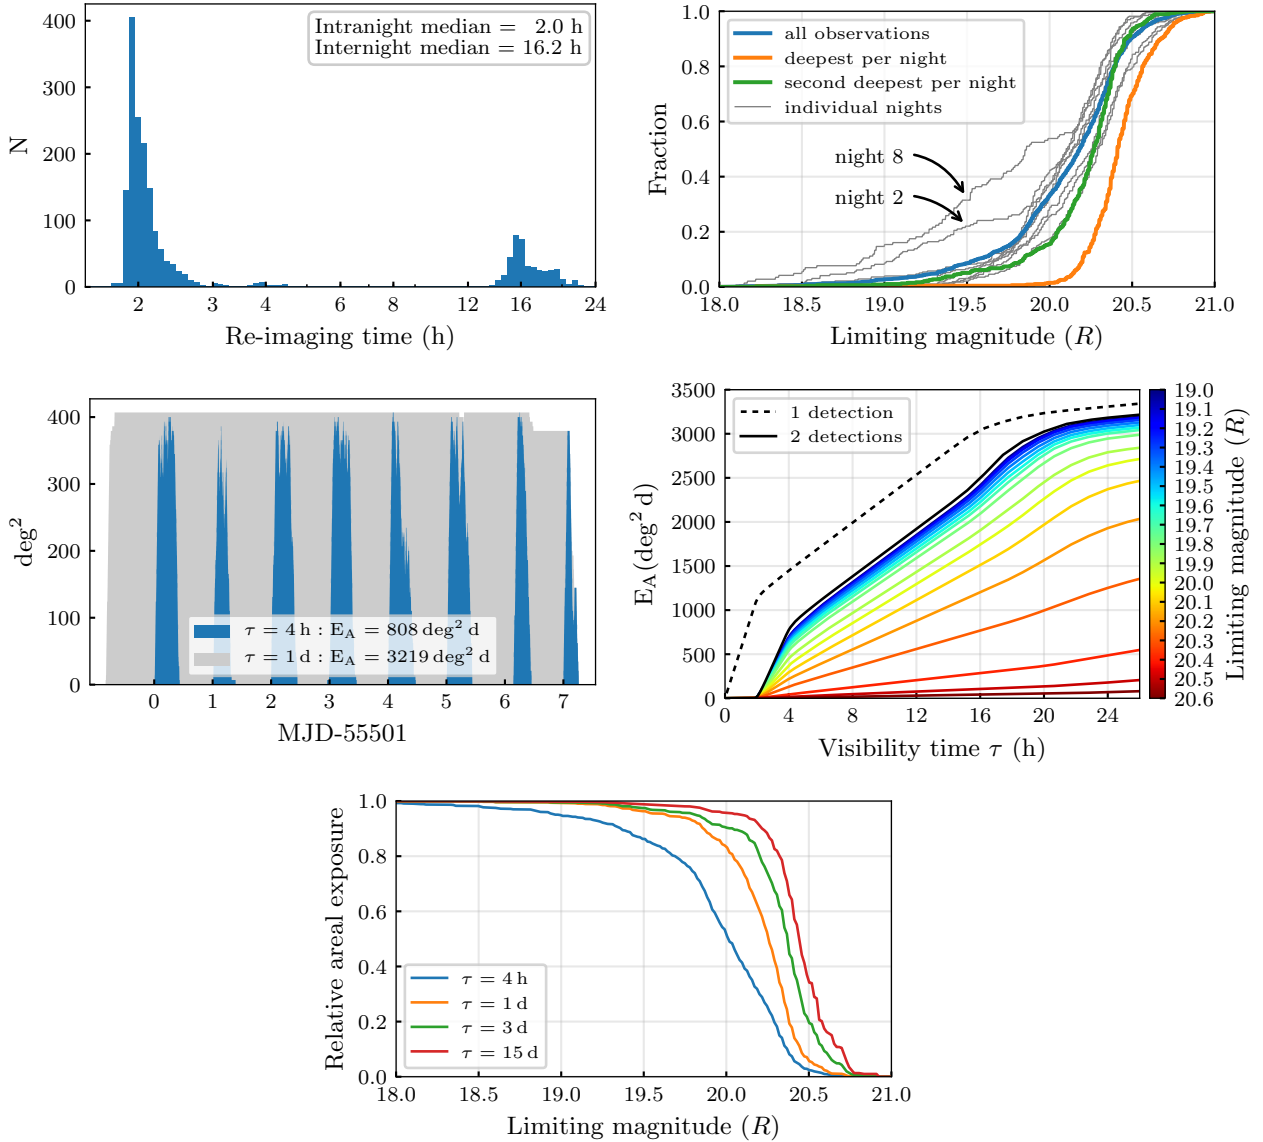 Intranight median = 2.0 h
Internight median = 16.2 h
400
300
200
100
0
N
2 3 4 6 8 12 16 24
Re-imaging time (h)
all observations
deepest per night
second deepest per night
individual nights
night 8
night 2
1.0
0.8
0.6
0.4
0.2
0.0
Fraction
18.0 18.5 19.0 19.5 20.0 20.5 21.0
Limiting magnitude (R)
400
300
200
100
0
deg²
τ = 4 h : E_A = 808 deg² d
τ = 1 d : E_A = 3219 deg² d
0 1 2 3 4 5 6 7
MJD-55501
1 detection
2 detections
3500
3000
2500
2000
1500
1000
500
0
E_A(deg² d)
0 4 8 12 16 20 24
Visibility time τ (h)
19.0
19.1
19.2
19.3
19.4
19.5
19.6
19.7
19.8
19.9
20.0
20.1
20.2
20.3
20.4
20.5
20.6
Limiting magnitude (R)
1.0
0.8
0.6
0.4
0.2
0.0
Relative areal exposure
τ = 4 h
τ = 1 d
τ = 3 d
τ = 15 d
18.0 18.5 19.0 19.5 20.0 20.5 21.0
Limiting magnitude (R)